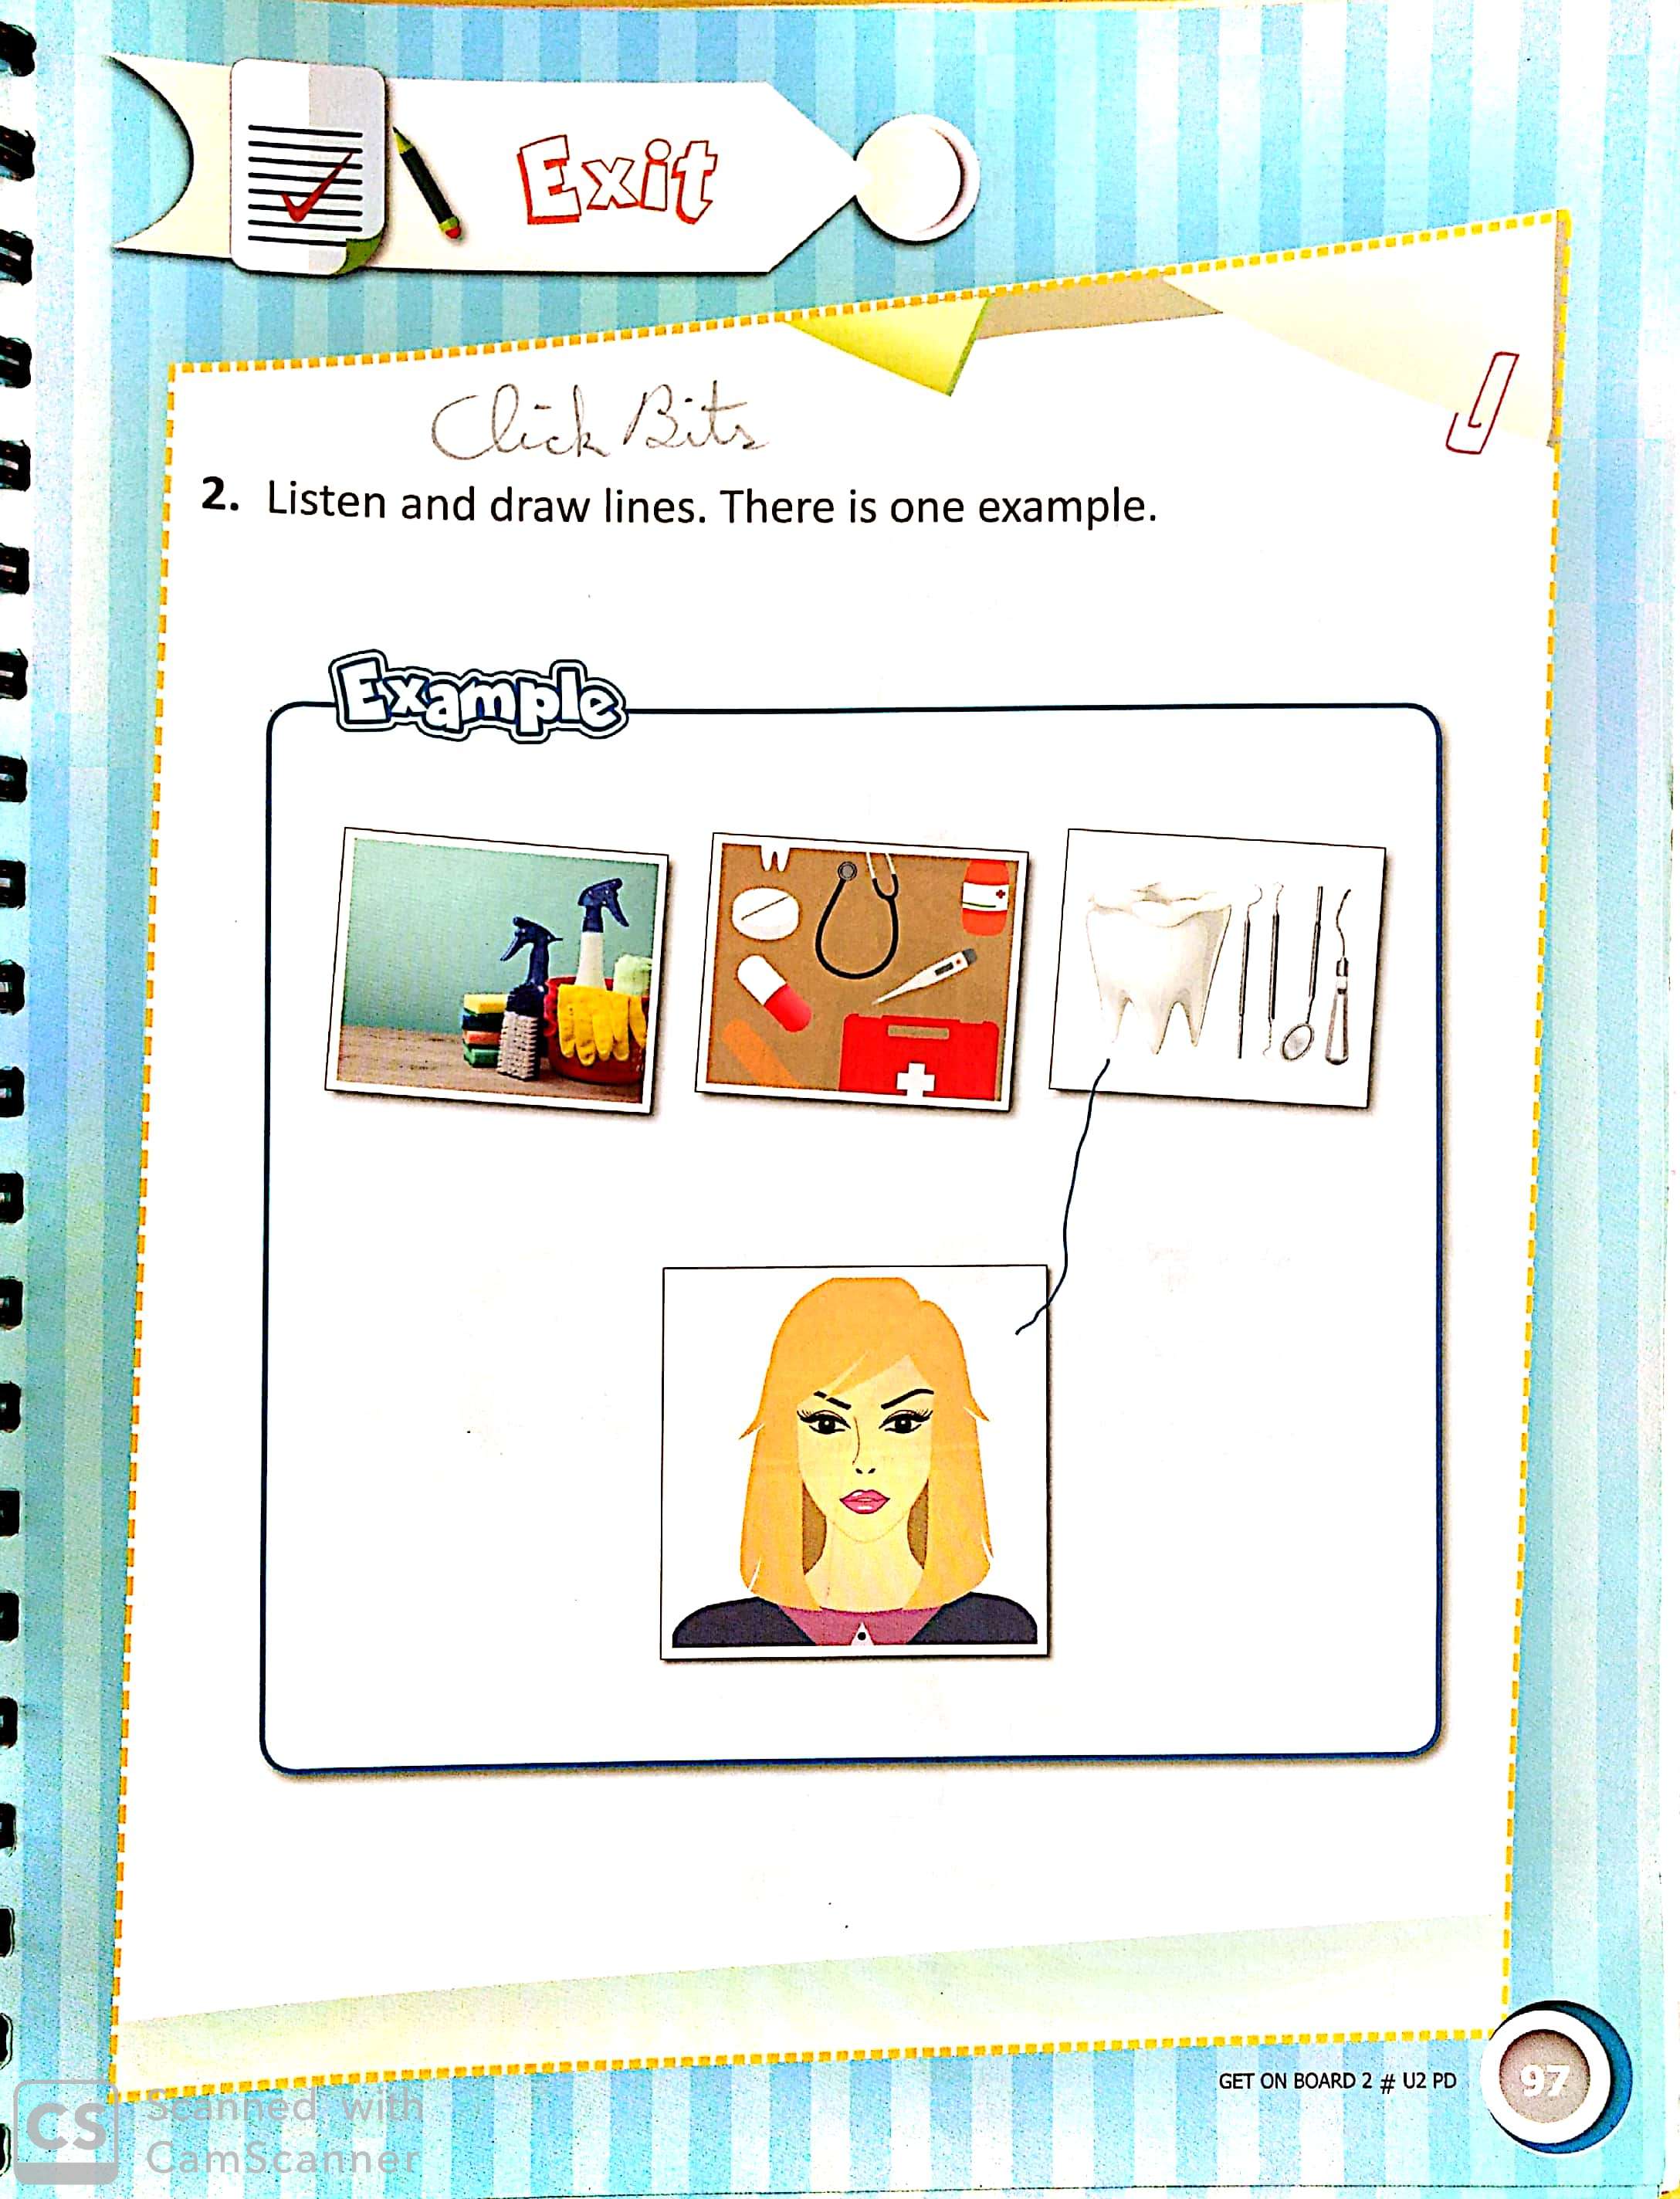 Exit
Click Bits
2. Listen and draw lines. There is one example.
Example
GET ON BOARD 2 # U2 PD
97
CS
Scanned with
CamScanner